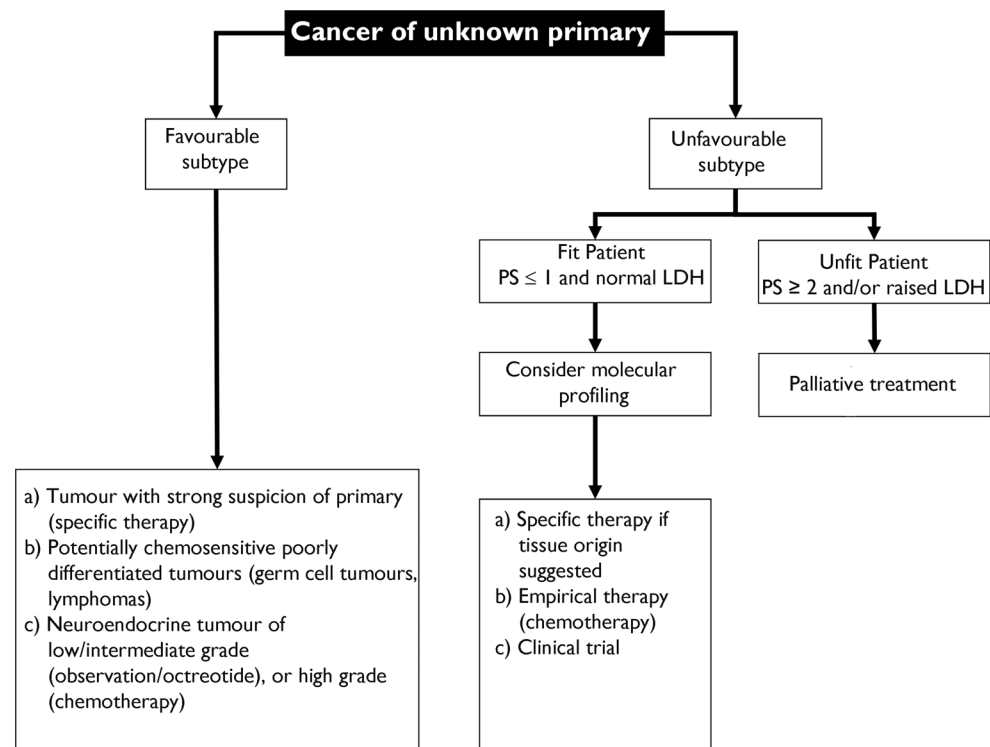 Cancer of unknown primary
Favourable
subtype
Unfavourable
subtype
Fit Patient
PS ≤ 1 and normal LDH
Unfit Patient
PS ≥ 2 and/or raised LDH
Consider molecular
profiling
Palliative treatment
a) Tumour with strong suspicion of primary
(specific therapy)
b) Potentially chemosensitive poorly
differentiated tumours (germ cell tumours,
lymphomas)
c) Neuroendocrine tumour of
low/intermediate grade
(observation/octreotide), or high grade
(chemotherapy)
a) Specific therapy if
tissue origin
suggested
b) Empirical therapy
(chemotherapy)
c) Clinical trial